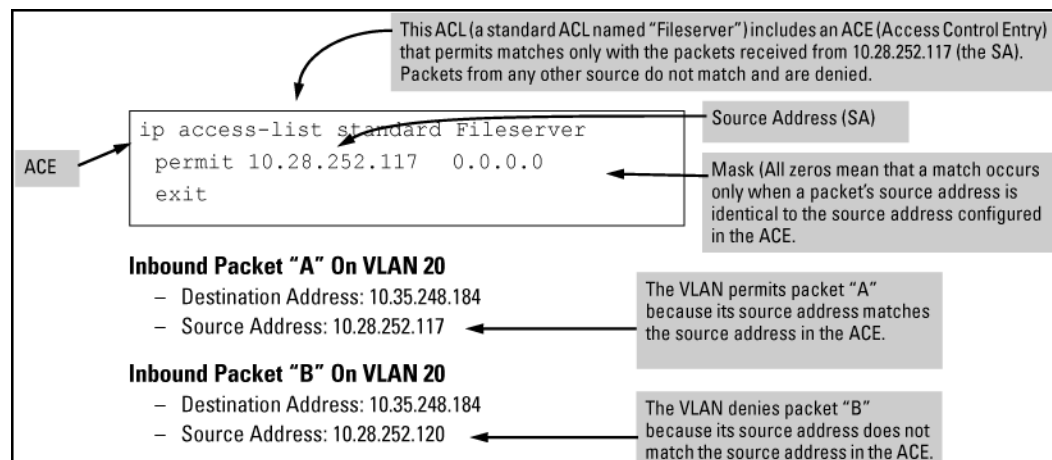 This ACL (a standard ACL named “Fileserver”) includes an ACE (Access Control Entry)
that permits matches only with the packets received from 10.28.252.117 (the SA).
Packets from any other source do not match and are denied.
ip access-list standard Fileserver
permit 10.28.252.117 0.0.0.0
exit
ACE
Source Address (SA)
Mask (All zeros mean that a match occurs
only when a packet’s source address is
identical to the source address configured
in the ACE.
Inbound Packet “A” On VLAN 20
– Destination Address: 10.35.248.184
– Source Address: 10.28.252.117
The VLAN permits packet “A”
because its source address matches
the source address in the ACE.
Inbound Packet “B” On VLAN 20
– Destination Address: 10.35.248.184
– Source Address: 10.28.252.120
The VLAN denies packet “B”
because its source address does not
match the source address in the ACE.